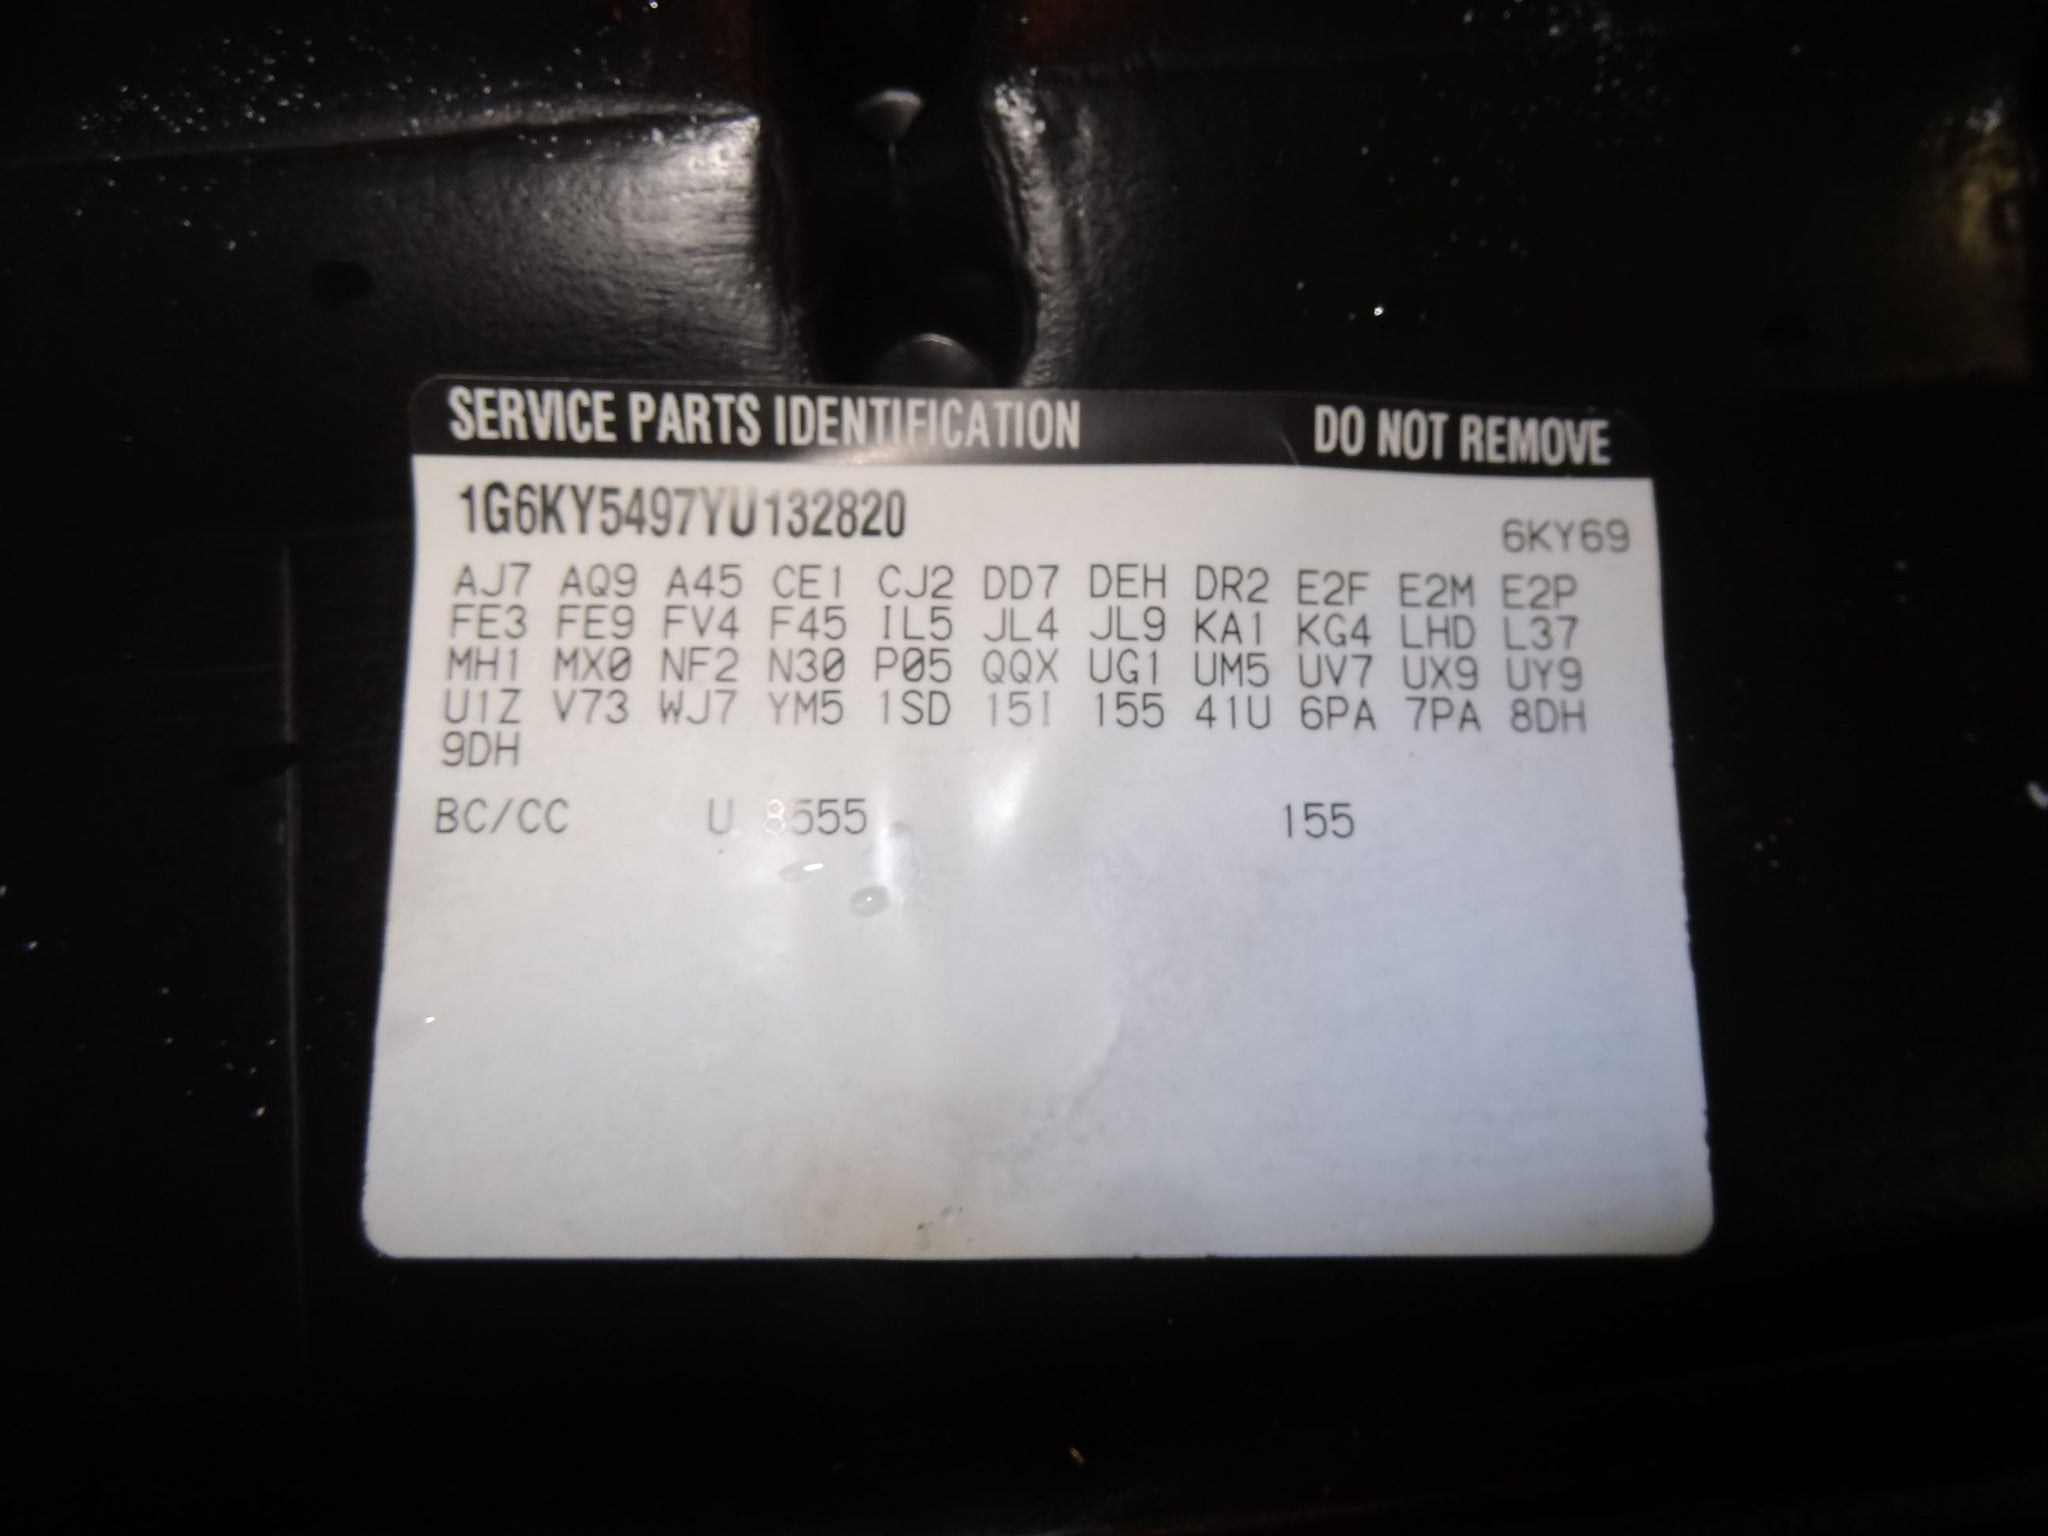 SERVICE PARTS IDENTIFICATION DO NOT REMOVE
1G6KY5497YU132820
6KY69
AJ7 AQ9 A45 CE1 CJ2 DD7 DEH DR2 E2F E2M E2P
FE3 FE9 FV4 F45 IL5 JL4 JL9 KA1 KG4 LHD L37
MH1 MX0 NF2 N30 P05 QQX UG1 UM5 UV7 UX9 UY9
U1Z V73 WJ7 YM5 1SD 15I 155 41U 6PA 7PA 8DH
9DH
BC/CC U 8555 155